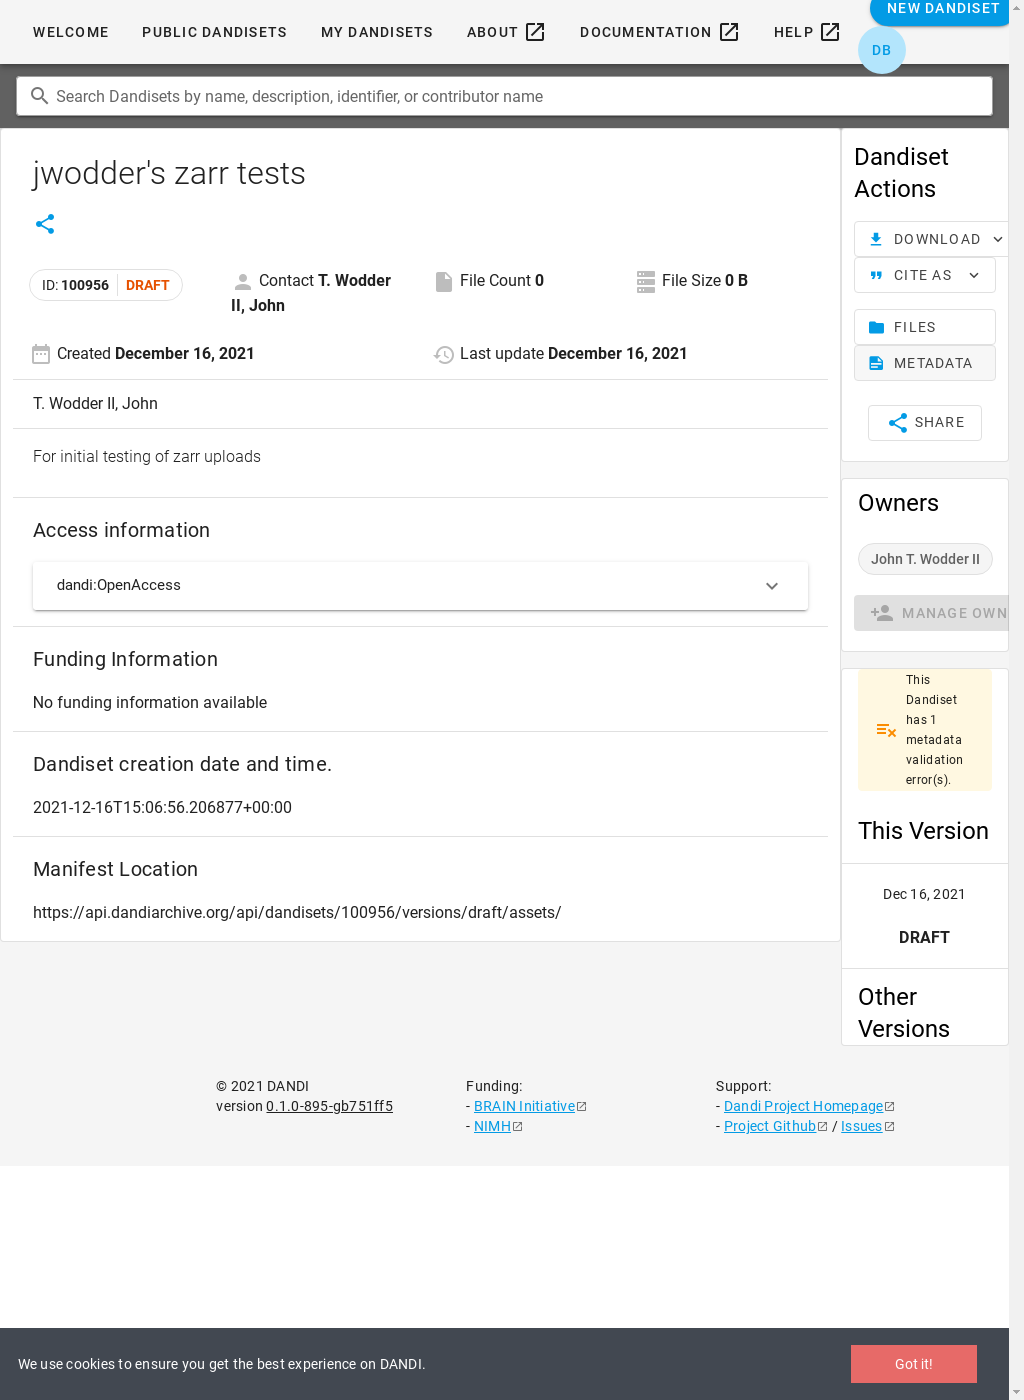 WELCOME
PUBLIC DANDISETS
MY DANDISETS
ABOUT
DOCUMENTATION
HELP
NEW DANDISET
DB
Search Dandisets by name, description, identifier, or contributor name
jwodder's zarr tests
ID: 100956 DRAFT
Contact T. Wodder
II, John
File Count 0
File Size 0 B
Created December 16, 2021
Last update December 16, 2021
T. Wodder II, John
For initial testing of zarr uploads
Access information
dandi:OpenAccess
Funding Information
No funding information available
Dandiset creation date and time.
2021-12-16T15:06:56.206877+00:00
Manifest Location
https://api.dandiarchive.org/api/dandisets/100956/versions/draft/assets/
Dandiset
Actions
DOWNLOAD
CITE AS
FILES
METADATA
SHARE
Owners
John T. Wodder II
MANAGE OWN
This
Dandiset
has 1
metadata
validation
error(s).
This Version
Dec 16, 2021
DRAFT
Other
Versions
© 2021 DANDI
version 0.1.0-895-gb751ff5
Funding:
- BRAIN Initiative
- NIMH
Support:
- Dandi Project Homepage
- Project Github / Issues
We use cookies to ensure you get the best experience on DANDI.
Got it!